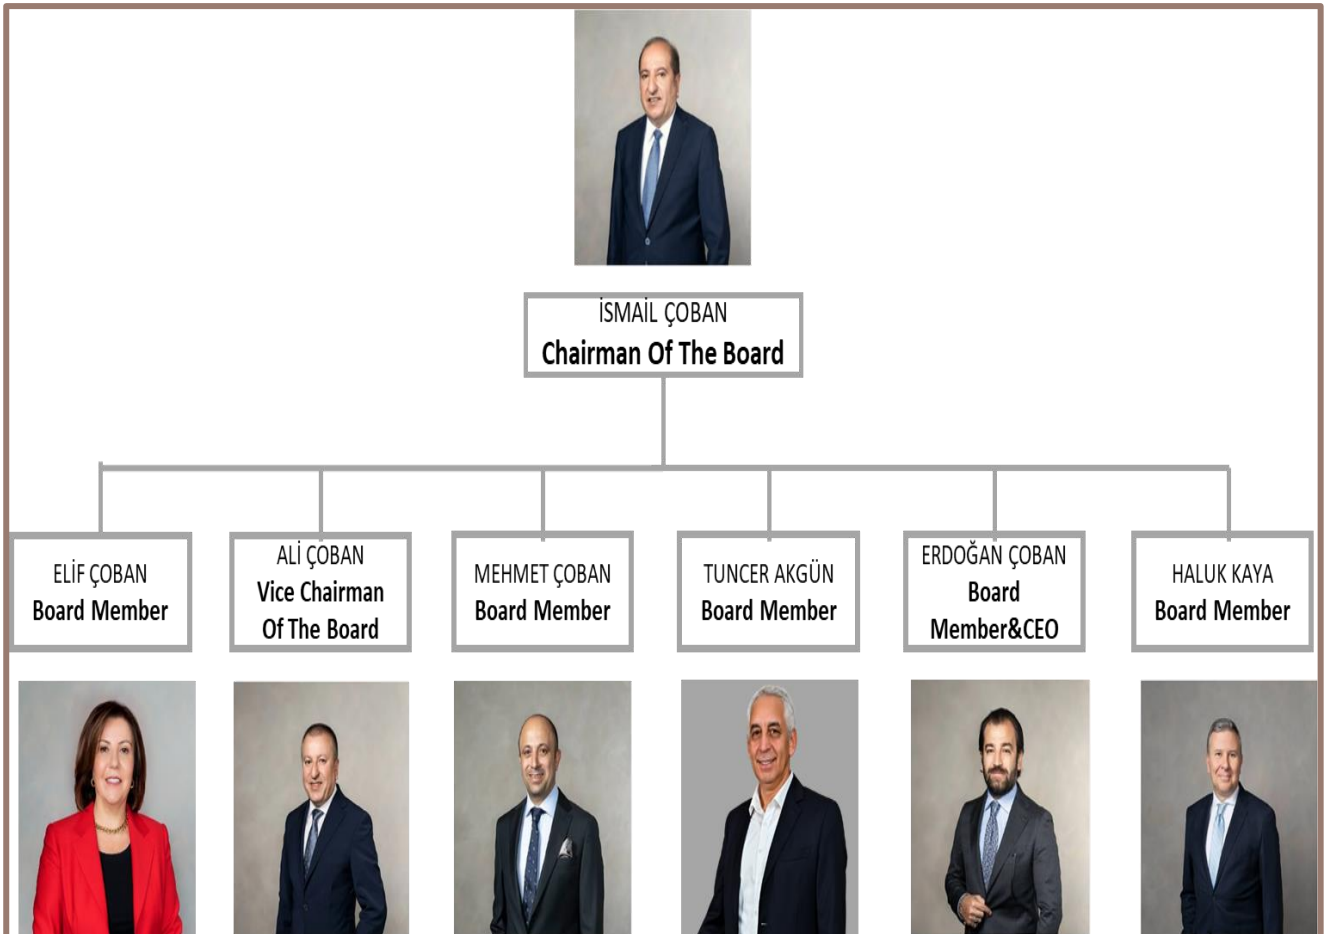 İSMAİL ÇOBAN
Chairman Of The Board
ELİF ÇOBAN
Board Member
ALİ ÇOBAN
Vice Chairman
Of The Board
MEHMET ÇOBAN
Board Member
TUNCER AKGÜN
Board Member
ERDOĞAN ÇOBAN
Board
Member&CEO
HALUK KAYA
Board Member